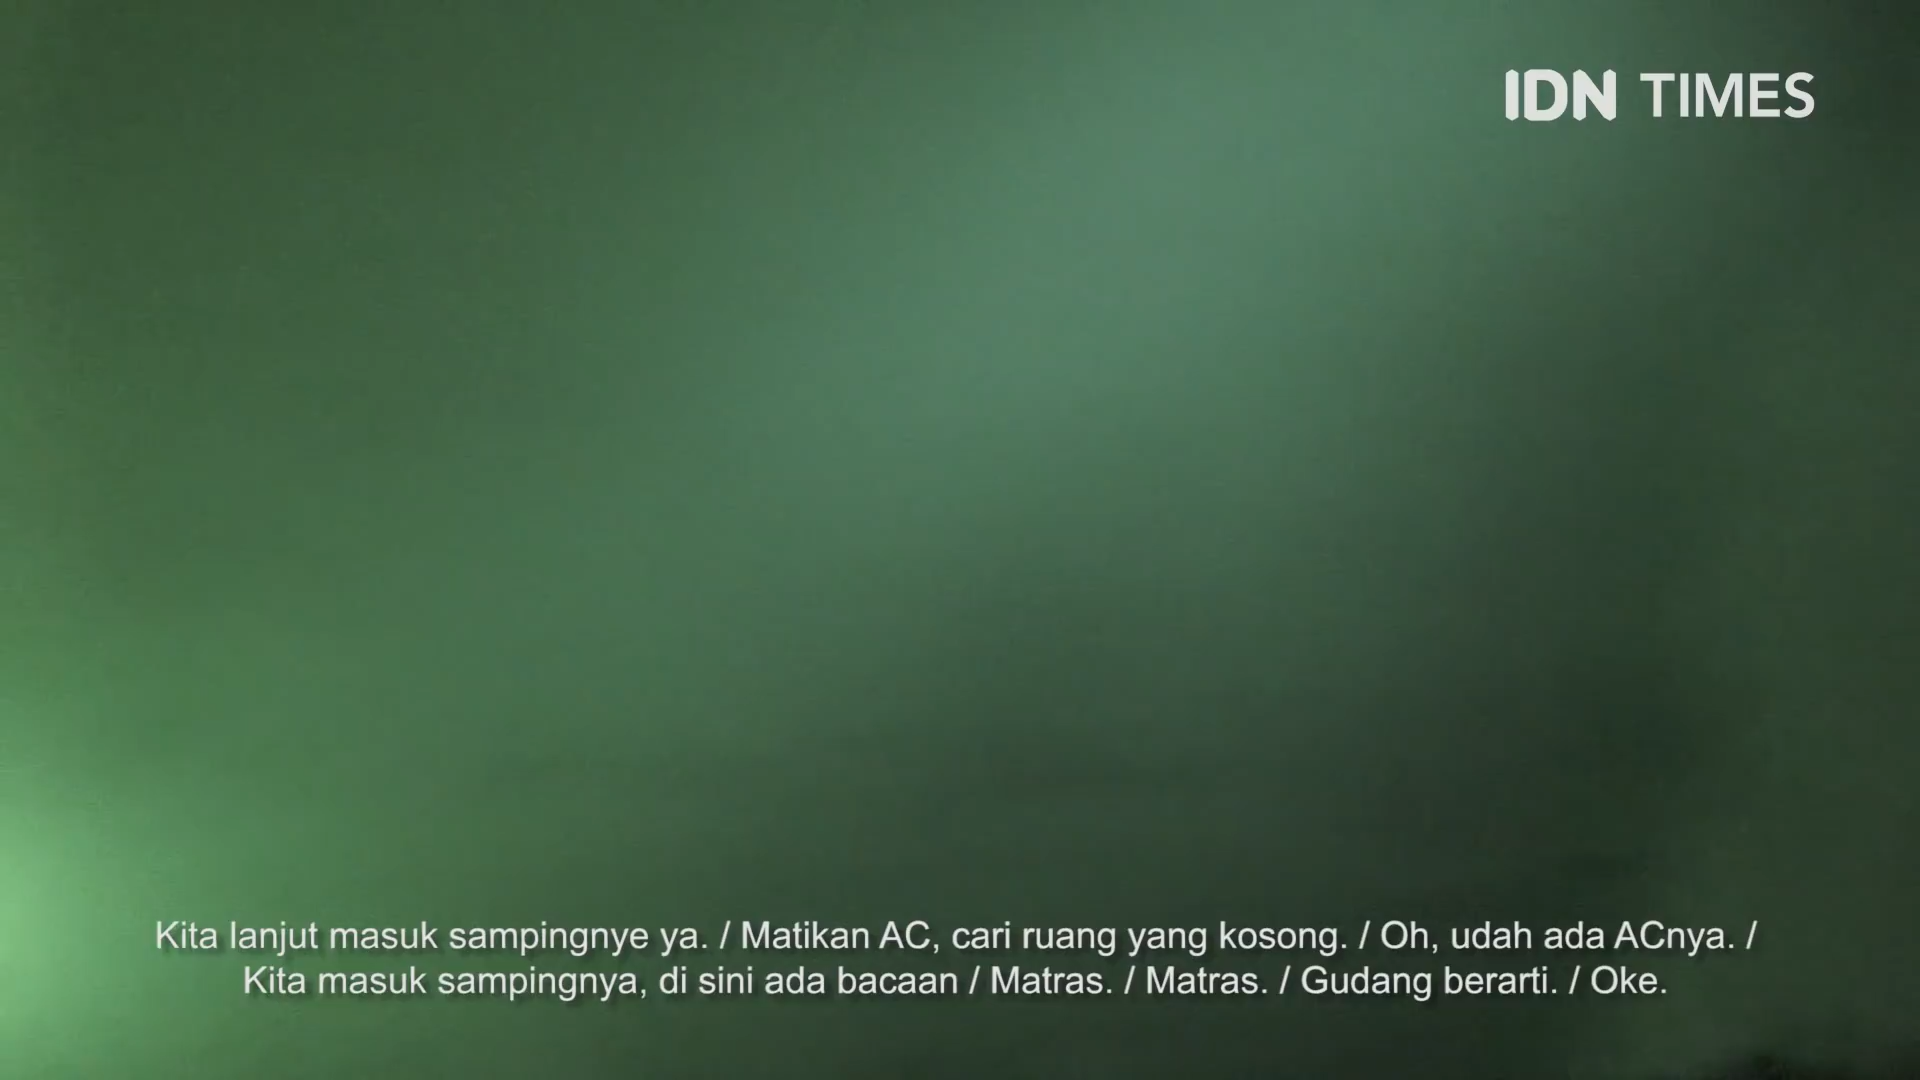 IDN TIMES
Kita lanjut masuk sampingnye ya. / Matikan AC, cari ruang yang kosong. / Oh, udah ada ACnya. /
Kita masuk sampingnya, di sini ada bacaan / Matras. / Matras. / Gudang berarti. / Oke.